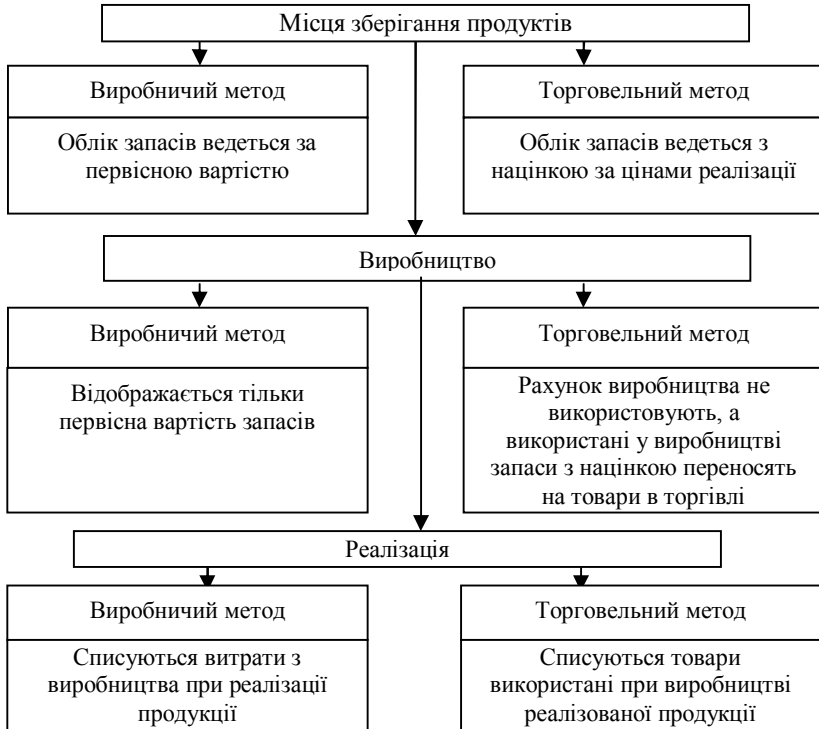 Місця зберігання продуктів
Виробничий метод
Облік запасів ведеться за
первісною вартістю
Торговельний метод
Облік запасів ведеться з
націнкою за цінами реалізації
Виробництво
Виробничий метод
Відображається тільки
первісна вартість запасів
Торговельний метод
Рахунок виробництва не
використовують, а
використані у виробництві
запаси з націнкою переносять
на товари в торгівлі
Реалізація
Виробничий метод
Списуються витрати з
виробництва при реалізації
продукції
Торговельний метод
Списуються товари
використані при виробництві
реалізованої продукції